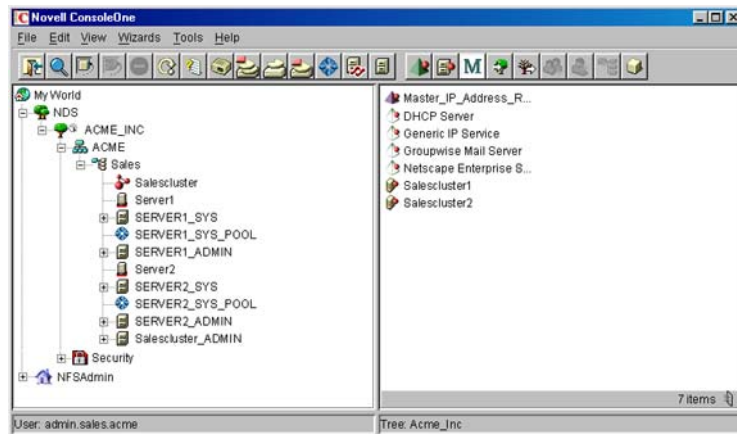 Novell ConsoleOne
File Edit View Wizards Tools Help
M
My World
NDS
ACME_INC
ACME
Sales
Salescluster
Server1
SERVER1_SYS
SERVER1_SYS_POOL
SERVER1_ADMIN
Server2
SERVER2_SYS
SERVER2_SYS_POOL
SERVER2_ADMIN
Salescluster_ADMIN
Security
NFSAdmin
Master_IP_Address_R...
DHCP Server
Generic IP Service
Groupwise Mail Server
Netscape Enterprise S...
Salescluster1
Salescluster2
7 items
User: admin.sales.acme
Tree: Acme_Inc